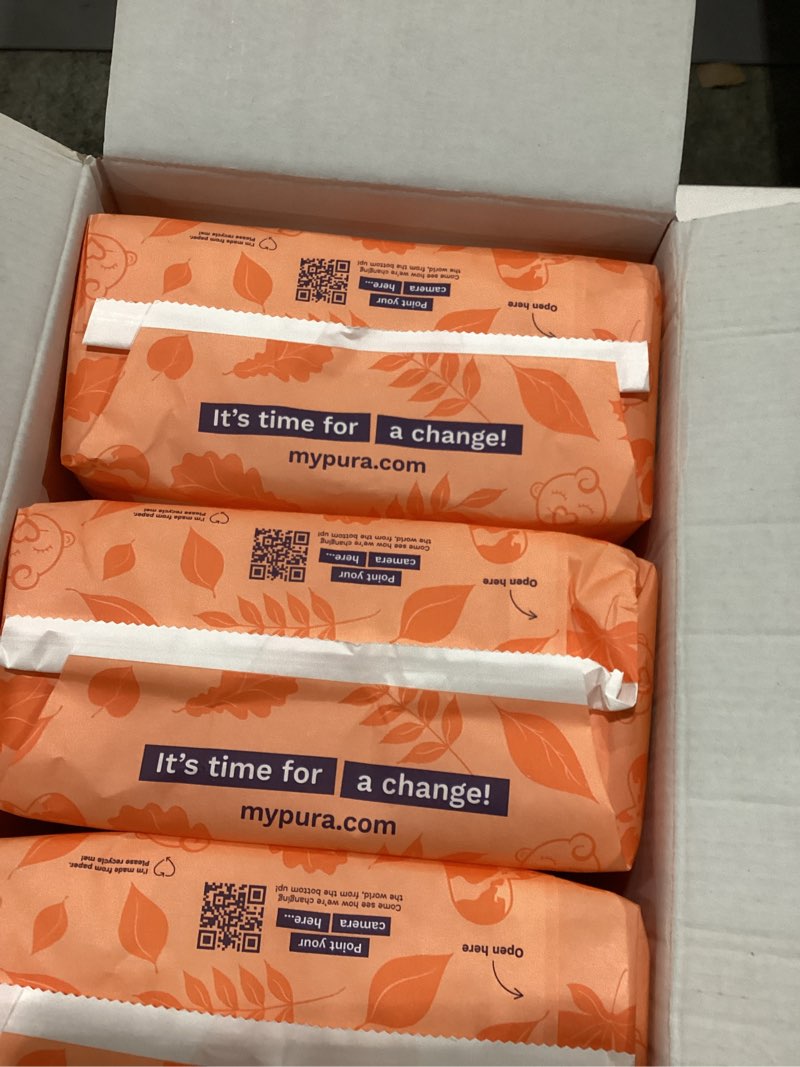 I'm made from paper.
Please recycle me!
Point your
camera here...
Come see how we're changing
the world, from the bottom up!
Open here
It's time for a change!
mypura.com
I'm made from paper.
Please recycle me!
Point your
camera here...
Come see how we're changing
the world, from the bottom up!
Open here
It's time for a change!
mypura.com
I'm made from paper.
Please recycle me!
Point your
camera here...
Come see how we're changing
the world, from the bottom up!
Open here